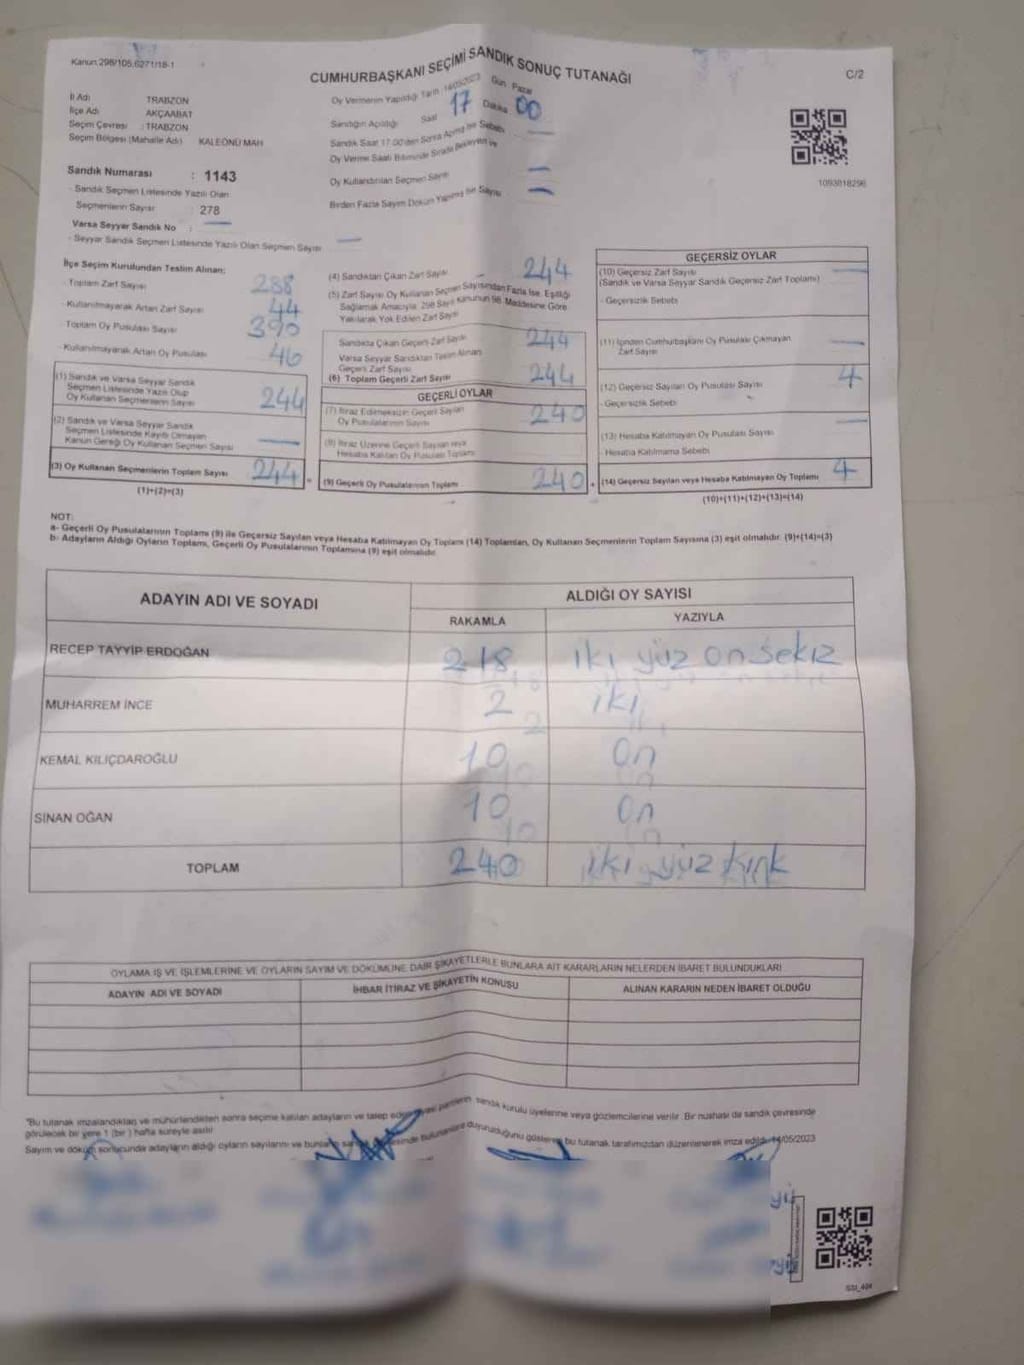 Kanun.298/105,6271/18-1
CUMHURBAŞKANI SEÇİMİ SANDIK SONUÇ TUTANAĞI
C/2
İl Adı TRABZON
İlçe Adı AKÇAABAT
Seçim Çevresi : TRABZON
Seçim Bölgesi (Mahalle Adı) KALEONU MAH
Sandık Numarası : 1143
- Sandık Seçmen Listesinde Yazılı Olan
Seçmenlerin Sayısı 278
Varsa Seyyar Sandık No : —
- Seyyar Sandık Seçmen Listesinde Yazılı Olan Seçmen Sayısı —
Oy Vermenin Yapıldığı Tarih 14/05/2023 Gün Pazar
Sandığın Açıldığı Saat 17 Dakika 00
Sandık Saat 17.00'den Sonra Açılmış ise Sebebi —
Oy Verme Saati Bitiminde Sırada Bekleyen ve
Oy Kullandırılan Seçmen Sayısı —
Birden Fazla Sayım Döküm Yapılmış ise Sayısı —
1093018296
İlçe Seçim Kurulundan Teslim Alınan:
- Toplam Zarf Sayısı 288
- Kullanılmayarak Artan Zarf Sayısı 44
- Toplam Oy Pusulası Sayısı 390
- Kullanılmayarak Artan Oy Pusulası 46
(1) Sandık ve Varsa Seyyar Sandık
Seçmen Listesinde Yazılı Olup
Oy Kullanan Seçmenlerin Sayısı 244
(2) Sandık ve Varsa Seyyar Sandık
Seçmen Listesinde Kayıtlı Olmayan
Kanun Gereği Oy Kullanan Seçmen Sayısı —
(3) Oy Kullanan Seçmenlerin Toplam Sayısı 244
(1)+(2)=(3)
(4) Sandıktan Çıkan Zarf Sayısı 244
(5) Zarf Sayısı Oy Kullanan Seçmen Sayısından Fazla İse, Eşitliği
Sağlamak Amacıyla, 298 Sayılı Kanunun 98. Maddesine Göre
Yakılarak Yok Edilen Zarf Sayısı
Sandıkta Çıkan Geçerli Zarf Sayısı 244
Varsa Seyyar Sandıktan Teslim Alınan
Geçerli Zarf Sayısı
(6) Toplam Geçerli Zarf Sayısı 244
GEÇERLİ OYLAR
(7) İtiraz Edilmeksizin Geçerli Sayılan
Oy Pusulasının Sayısı 240
(8) İtiraz Üzerine Geçerli Sayılan veya
Hesaba Katılan Oy Pusulası Toplamı
(9) Geçerli Oy Pusulalarının Toplamı 240
GEÇERSİZ OYLAR
(10) Geçersiz Zarf Sayısı —
(Sandık ve Varsa Seyyar Sandık Geçersiz Zarf Toplamı)
- Geçersizlik Sebebi
(11) İçinden Cumhurbaşkanı Oy Pusulası Çıkmayan
Zarf Sayısı —
(12) Geçersiz Sayılan Oy Pusulası Sayısı 4
- Geçersizlik Sebebi
(13) Hesaba Katılmayan Oy Pusulası Sayısı —
- Hesaba Katılmama Sebebi
(14) Geçersiz Sayılan veya Hesaba Katılmayan Oy Toplamı 4
(10)+(11)+(12)+(13)=(14)
NOT:
a- Geçerli Oy Pusulalarının Toplamı (9) ile Geçersiz Sayılan veya Hesaba Katılmayan Oy Toplamı (14) Toplamları, Oy Kullanan Seçmenlerin Toplam Sayısına (3) eşit olmalıdır. (9)+(14)=(3)
b- Adayların Aldığı Oyların Toplamı, Geçerli Oy Pusulalarının Toplamına (9) eşit olmalıdır.
ADAYIN ADI VE SOYADI ALDIĞI OY SAYISI
RAKAMLA YAZIYLA
RECEP TAYYİP ERDOĞAN 218 iki yüz on sekiz
MUHARREM İNCE 2 iki
KEMAL KILIÇDAROĞLU 10 on
SİNAN OĞAN 10 on
TOPLAM 240 iki yüz kırk
OYLAMA İŞ VE İŞLEMLERİNE VE OYLARIN SAYIM VE DÖKÜMÜNE DAİR ŞİKAYETLERLE BUNLARA AİT KARARLARIN NELERDEN İBARET BULUNDUKLARI
ADAYIN ADI VE SOYADI İHBAR İTİRAZ VE ŞİKAYETİN KONUSU ALINAN KARARIN NEDEN İBARET OLDUĞU
"Bu tutanak imzalandıktan ve mühürlendikten sonra seçime katılan adayların ve talep eden siyasi partilerin sandık kurulu üyelerine veya gözlemcilerine verilir. Bir nüshası da sandık çevresinde
görülecek bir yere 1 (bir) hafta süreyle asılır
Sayım ve döküm sonucunda adayların aldığı oyların sayılarını ve bunların bulunanlara duyurulduğunu gösteren bu tutanak tarafımızdan düzenlenerek imza edildi. 14/05/2023